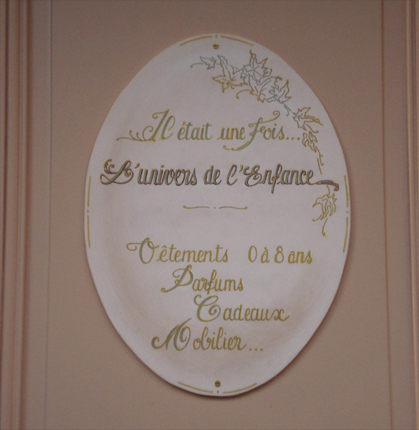 Il était une Fois...
L'univers de l'Enfance
Vêtements 0 à 8 ans
Parfums
Cadeaux
Mobilier...